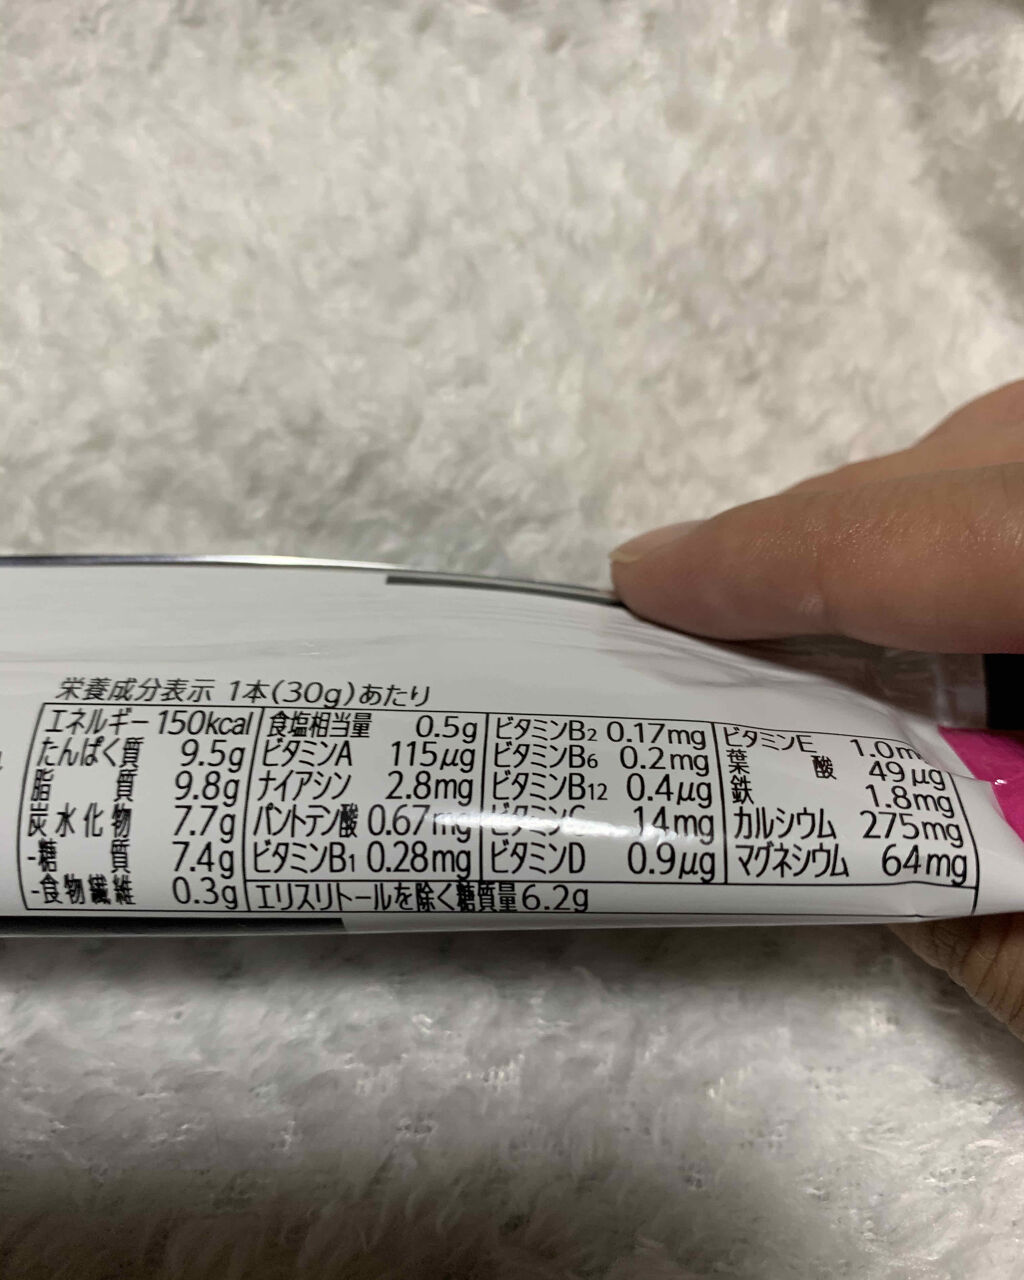 栄養成分表示 1本(30g)あたり
エネルギー 150kcal 食塩相当量 0.5g ビタミンB2 0.17mg ビタミンE 1.0m
たんぱく質 9.5g ビタミンA 115μg ビタミンB6 0.2mg 葉酸 49μg
脂質 9.8g ナイアシン 2.8mg ビタミンB12 0.4μg 鉄 1.8mg
炭水化物 7.7g パントテン酸 0.67mg ビタミンC 14mg カルシウム 275mg
-糖質 7.4g ビタミンB1 0.28mg ビタミンD 0.9μg マグネシウム 64mg
-食物繊維 0.3g エリスリトールを除く糖質量6.2g